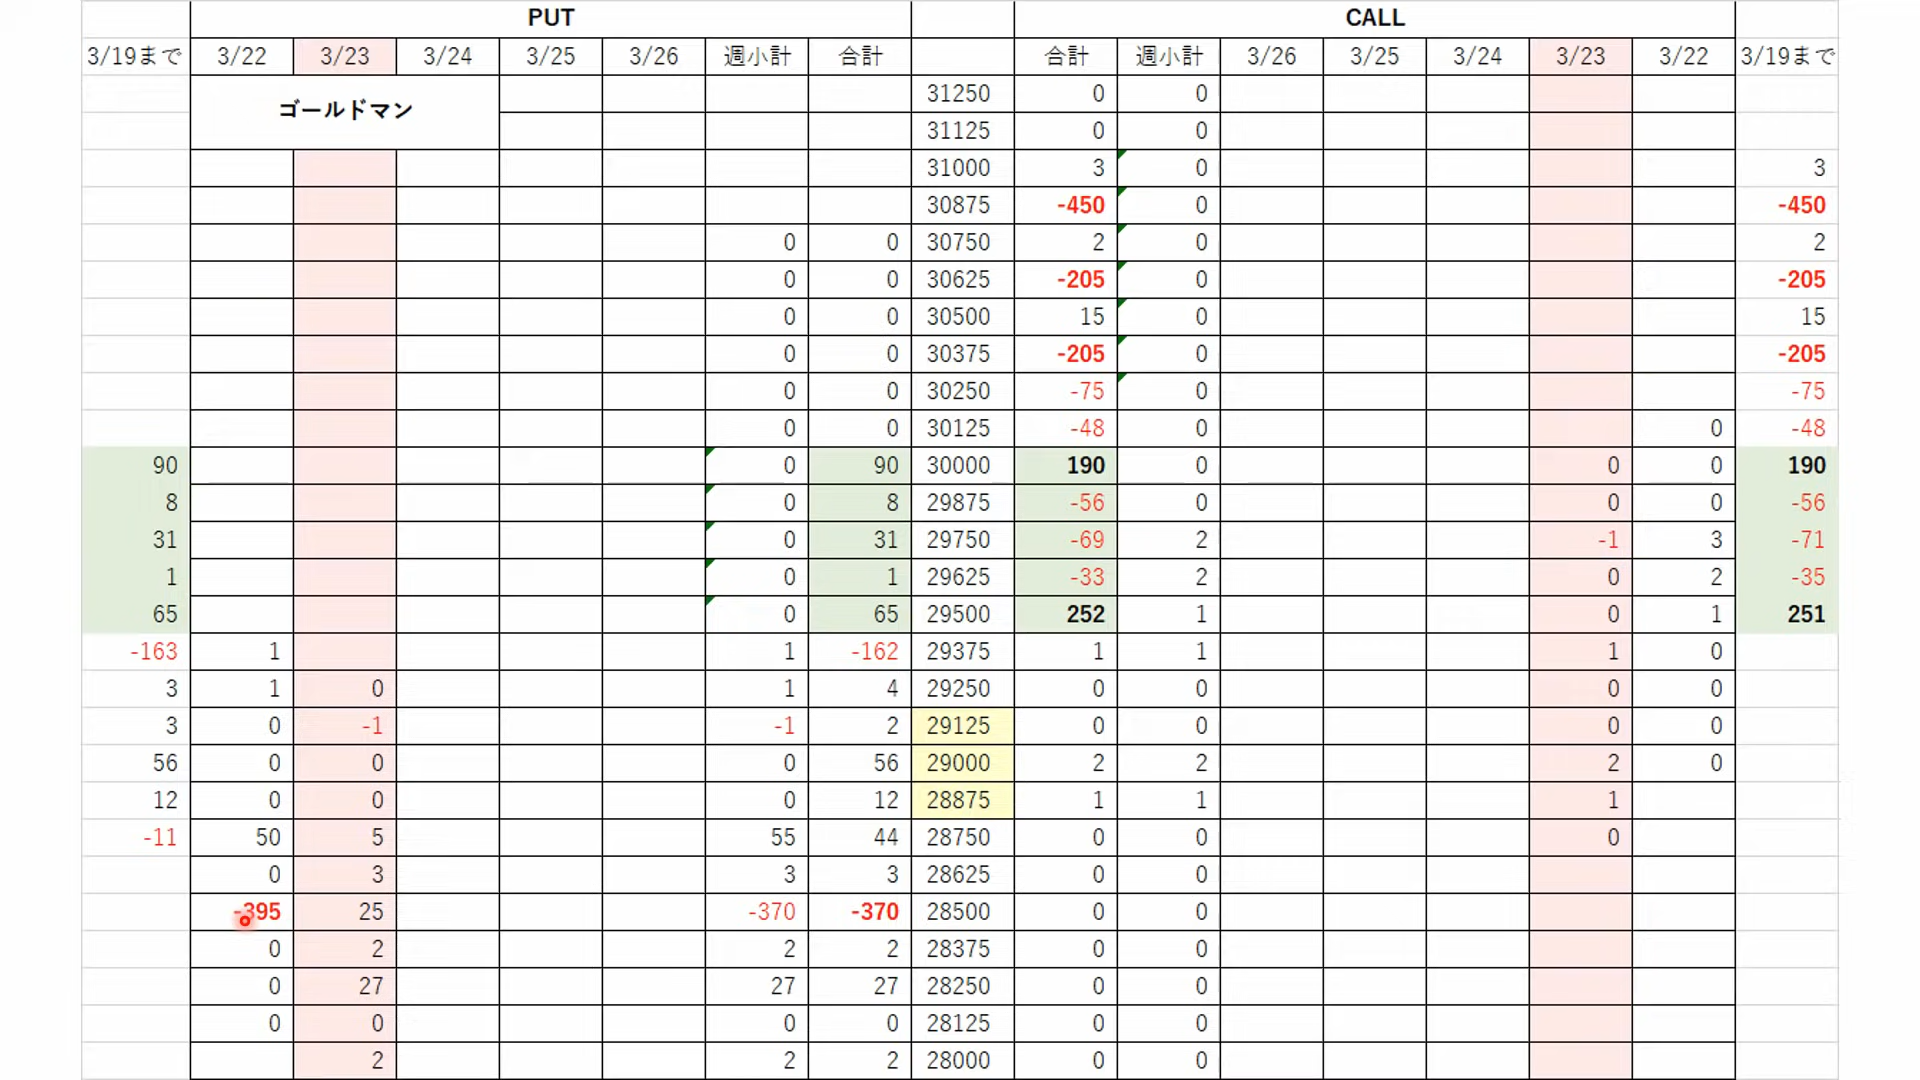 PUT CALL
3/19まで 3/22 3/23 3/24 3/25 3/26 週小計 合計 合計 週小計 3/26 3/25 3/24 3/23 3/22 3/19まで
ゴールドマン
31250 0 0
31125 0 0
31000 3 0 3
30875 -450 0 -450
0 0 30750 2 0 2
0 0 30625 -205 0 -205
0 0 30500 15 0 15
0 0 30375 -205 0 -205
0 0 30250 -75 0 -75
0 0 30125 -48 0 0 -48
90 0 90 30000 190 0 0 0 190
8 0 8 29875 -56 0 0 0 -56
31 0 31 29750 -69 2 -1 3 -71
1 0 1 29625 -33 2 0 2 -35
65 0 65 29500 252 1 0 1 251
-163 1 1 -162 29375 1 1 1 0
3 1 0 1 4 29250 0 0 0 0
3 0 -1 -1 2 29125 0 0 0 0
56 0 0 0 56 29000 2 2 2 0
12 0 0 0 12 28875 1 1 1
-11 50 5 55 44 28750 0 0 0
0 3 3 3 28625 0 0
-395 25 -370 -370 28500 0 0
0 2 2 2 28375 0 0
0 27 27 27 28250 0 0
0 0 0 0 28125 0 0
2 2 2 28000 0 0